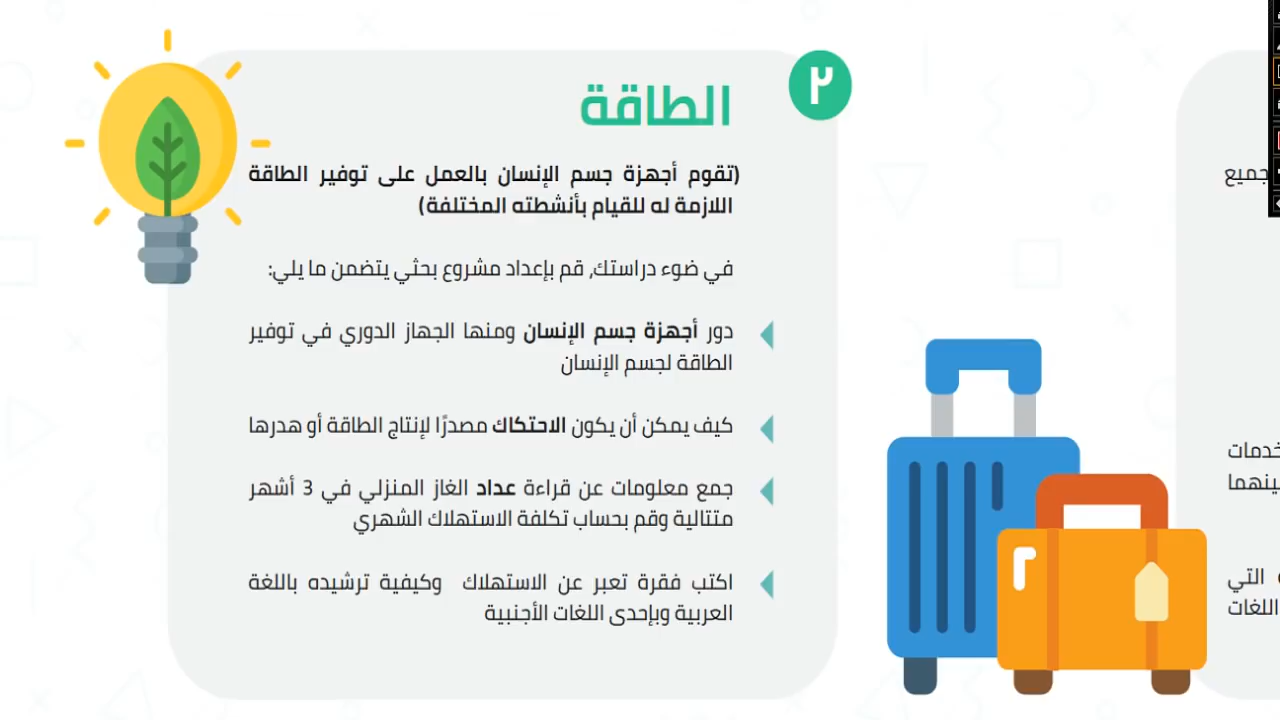 ٢
الطاقة
(تقوم أجهزة جسم الإنسان بالعمل على توفير الطاقة
اللازمة له للقيام بأنشطته المختلفة)
في ضوء دراستك, قم بإعداد مشروع بحثي يتضمن ما يلي:
دور أجهزة جسم الإنسان ومنها الجهاز الدوري في توفير
الطاقة لجسم الإنسان
كيف يمكن أن يكون الاحتكاك مصدرًا لإنتاج الطاقة أو هدرها
جمع معلومات عن قراءة عداد الغاز المنزلي في 3 أشهر
متتالية وقم بحساب تكلفة الاستهلاك الشهري
اكتب فقرة تعبر عن الاستهلاك وكيفية ترشيده باللغة
العربية وبإحدى اللغات الأجنبية
جميع
التي
اللغات